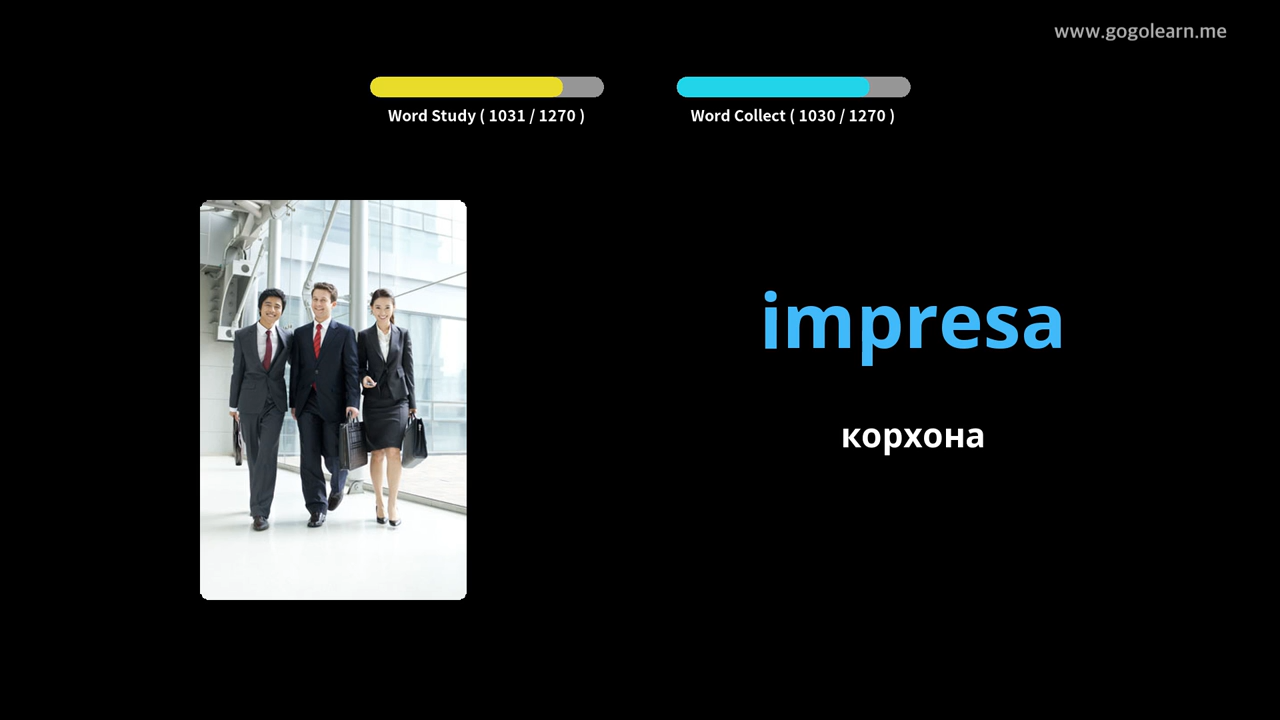 www.gogolearn.me
Word Study ( 1031 / 1270 )
Word Collect ( 1030 / 1270 )
impresa
корхона